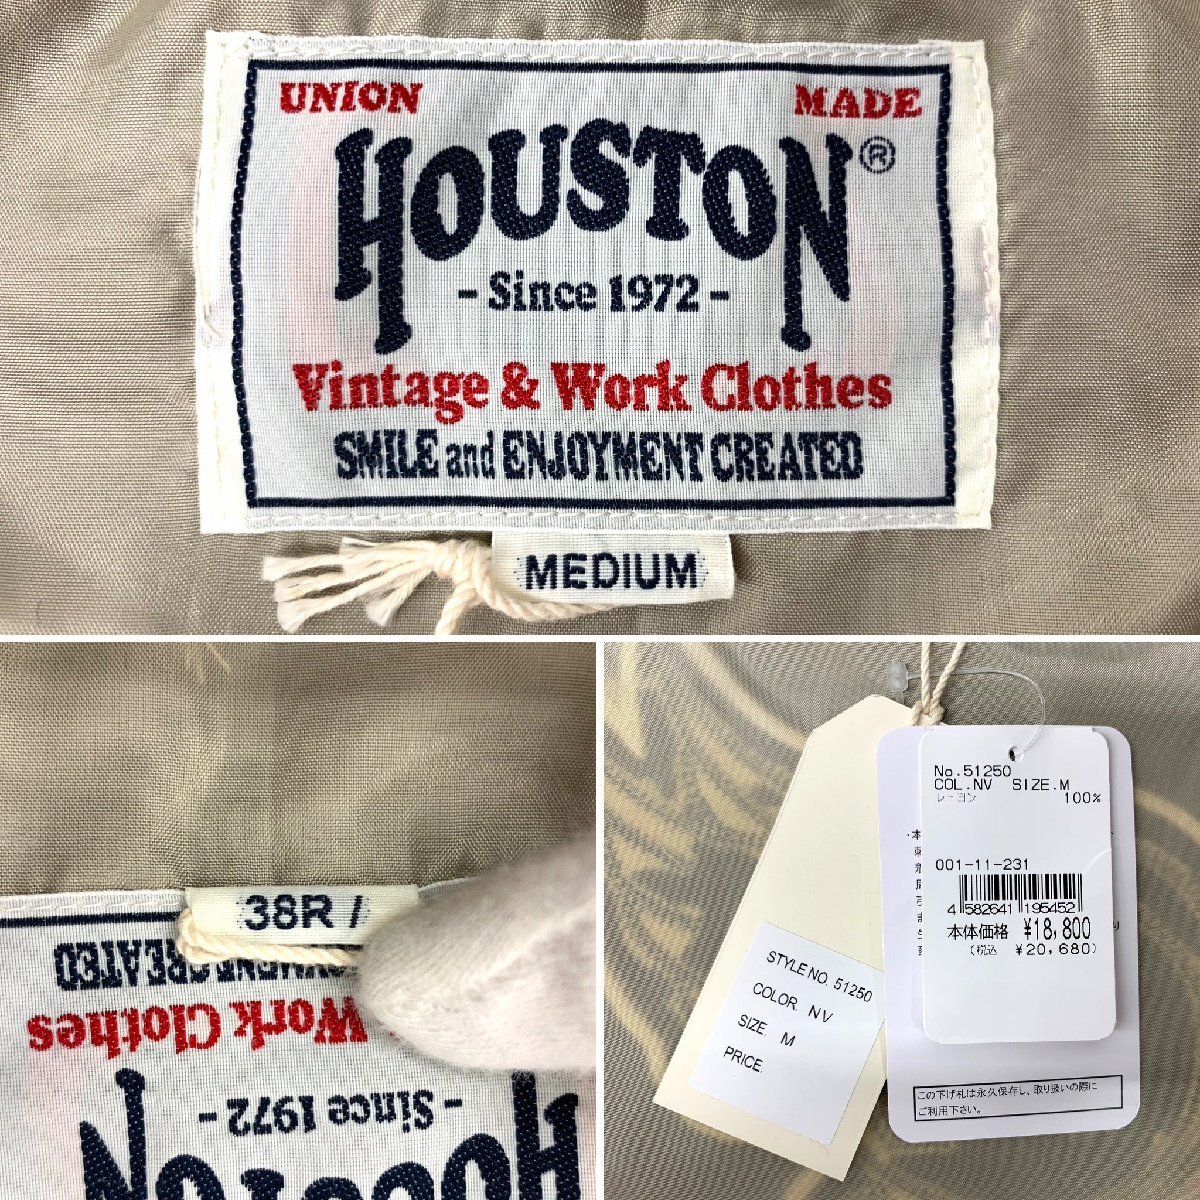 UNION MADE
HOUSTON®
- Since 1972 -
Vintage & Work Clothes
SMILE and ENJOYMENT CREATED
MEDIUM
38R /
CREATED
Work Clothes
- Since 1972 -
STYLE NO. 51250
COLOR. NV
SIZE. M
PRICE.
No.51250
COL.NV SIZE.M
レーヨン 100%
001-11-231
4 582641 195452
本体価格 ¥18,800
(税込 ¥20,680)
この下げ札は永久保存し、取り扱いの際に
ご利用下さい。